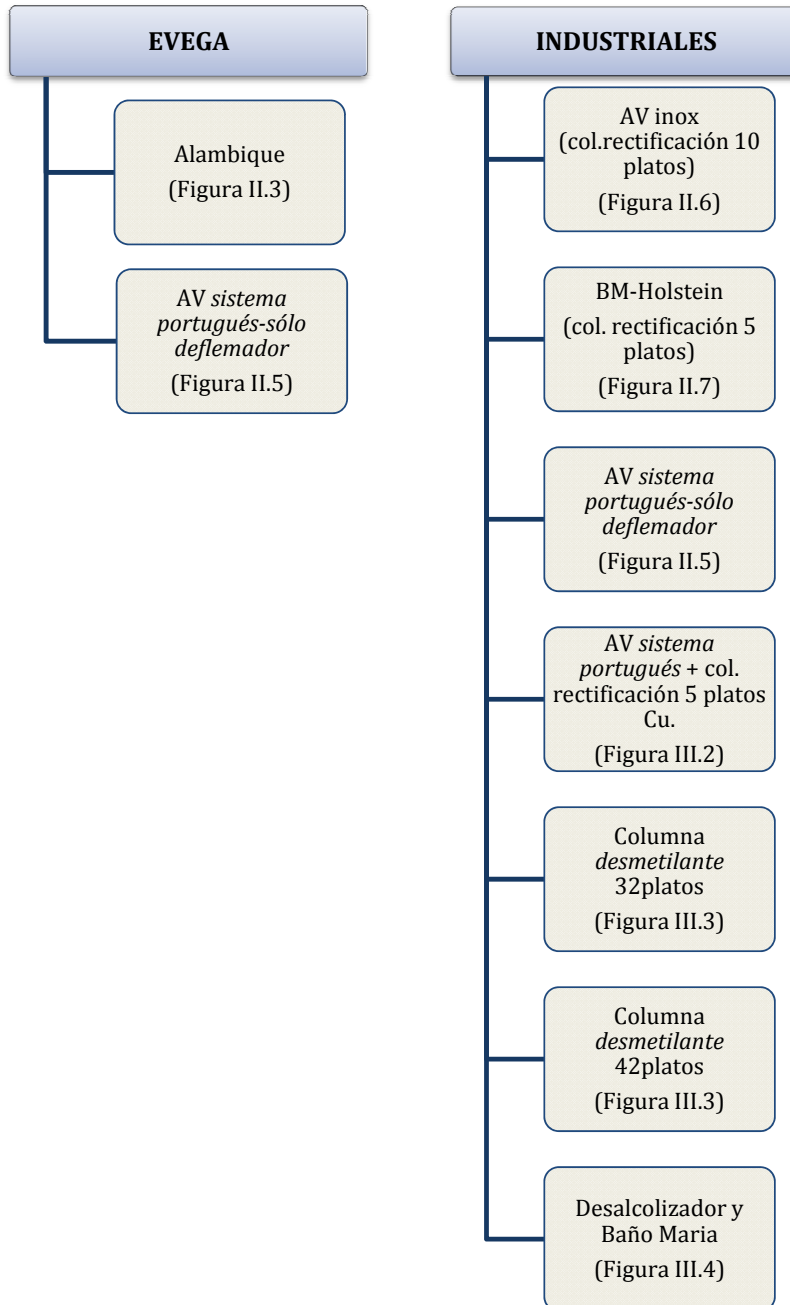 EVEGA
Alambique
(Figura II.3)
AV sistema
portugués-sólo
deflemador
(Figura II.5)
INDUSTRIALES
AV inox
(col.rectificación 10
platos)
(Figura II.6)
BM-Holstein
(col. rectificación 5
platos)
(Figura II.7)
AV sistema
portugués-sólo
deflemador
(Figura II.5)
AV sistema
portugués + col.
rectificación 5 platos
Cu.
(Figura III.2)
Columna
desmetilante
32platos
(Figura III.3)
Columna
desmetilante
42platos
(Figura III.3)
Desalcolizador y
Baño Maria
(Figura III.4)